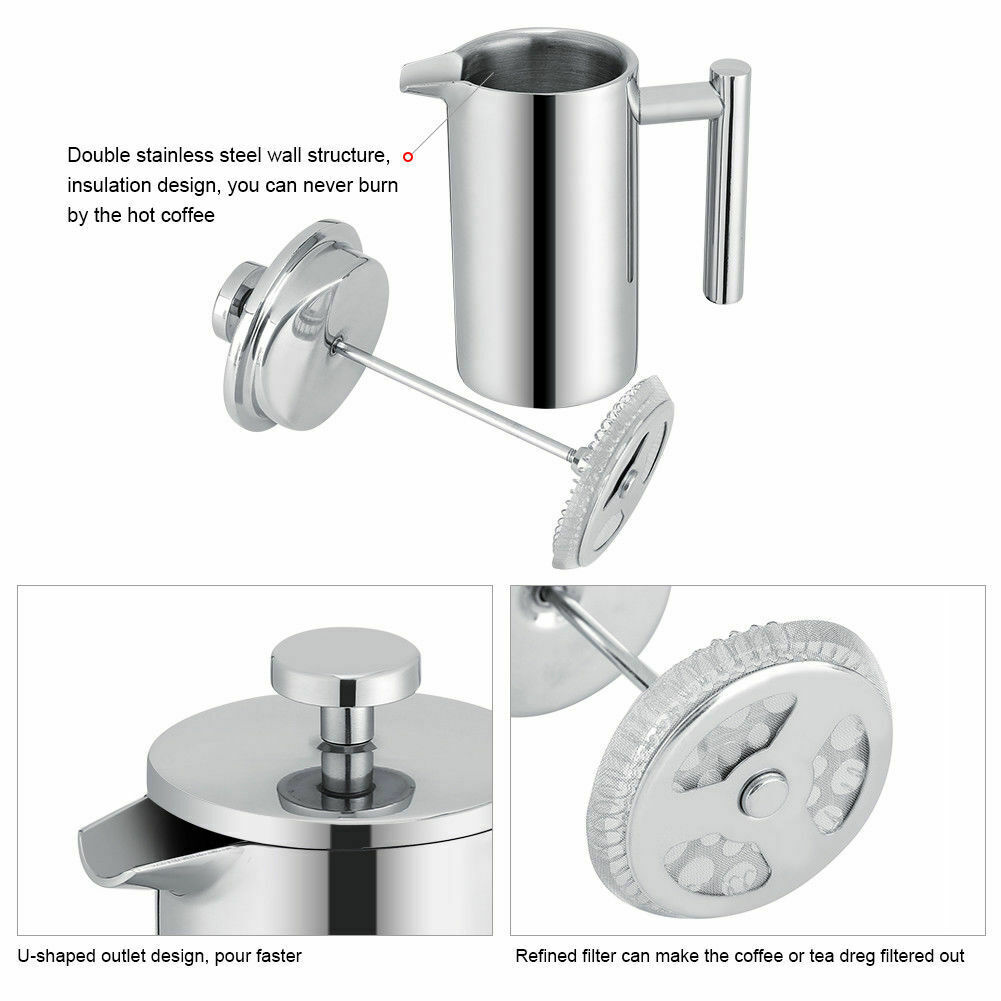 Double stainless steel wall structure,
insulation design, you can never burn
by the hot coffee
U-shaped outlet design, pour faster
Refined filter can make the coffee or tea dreg filtered out